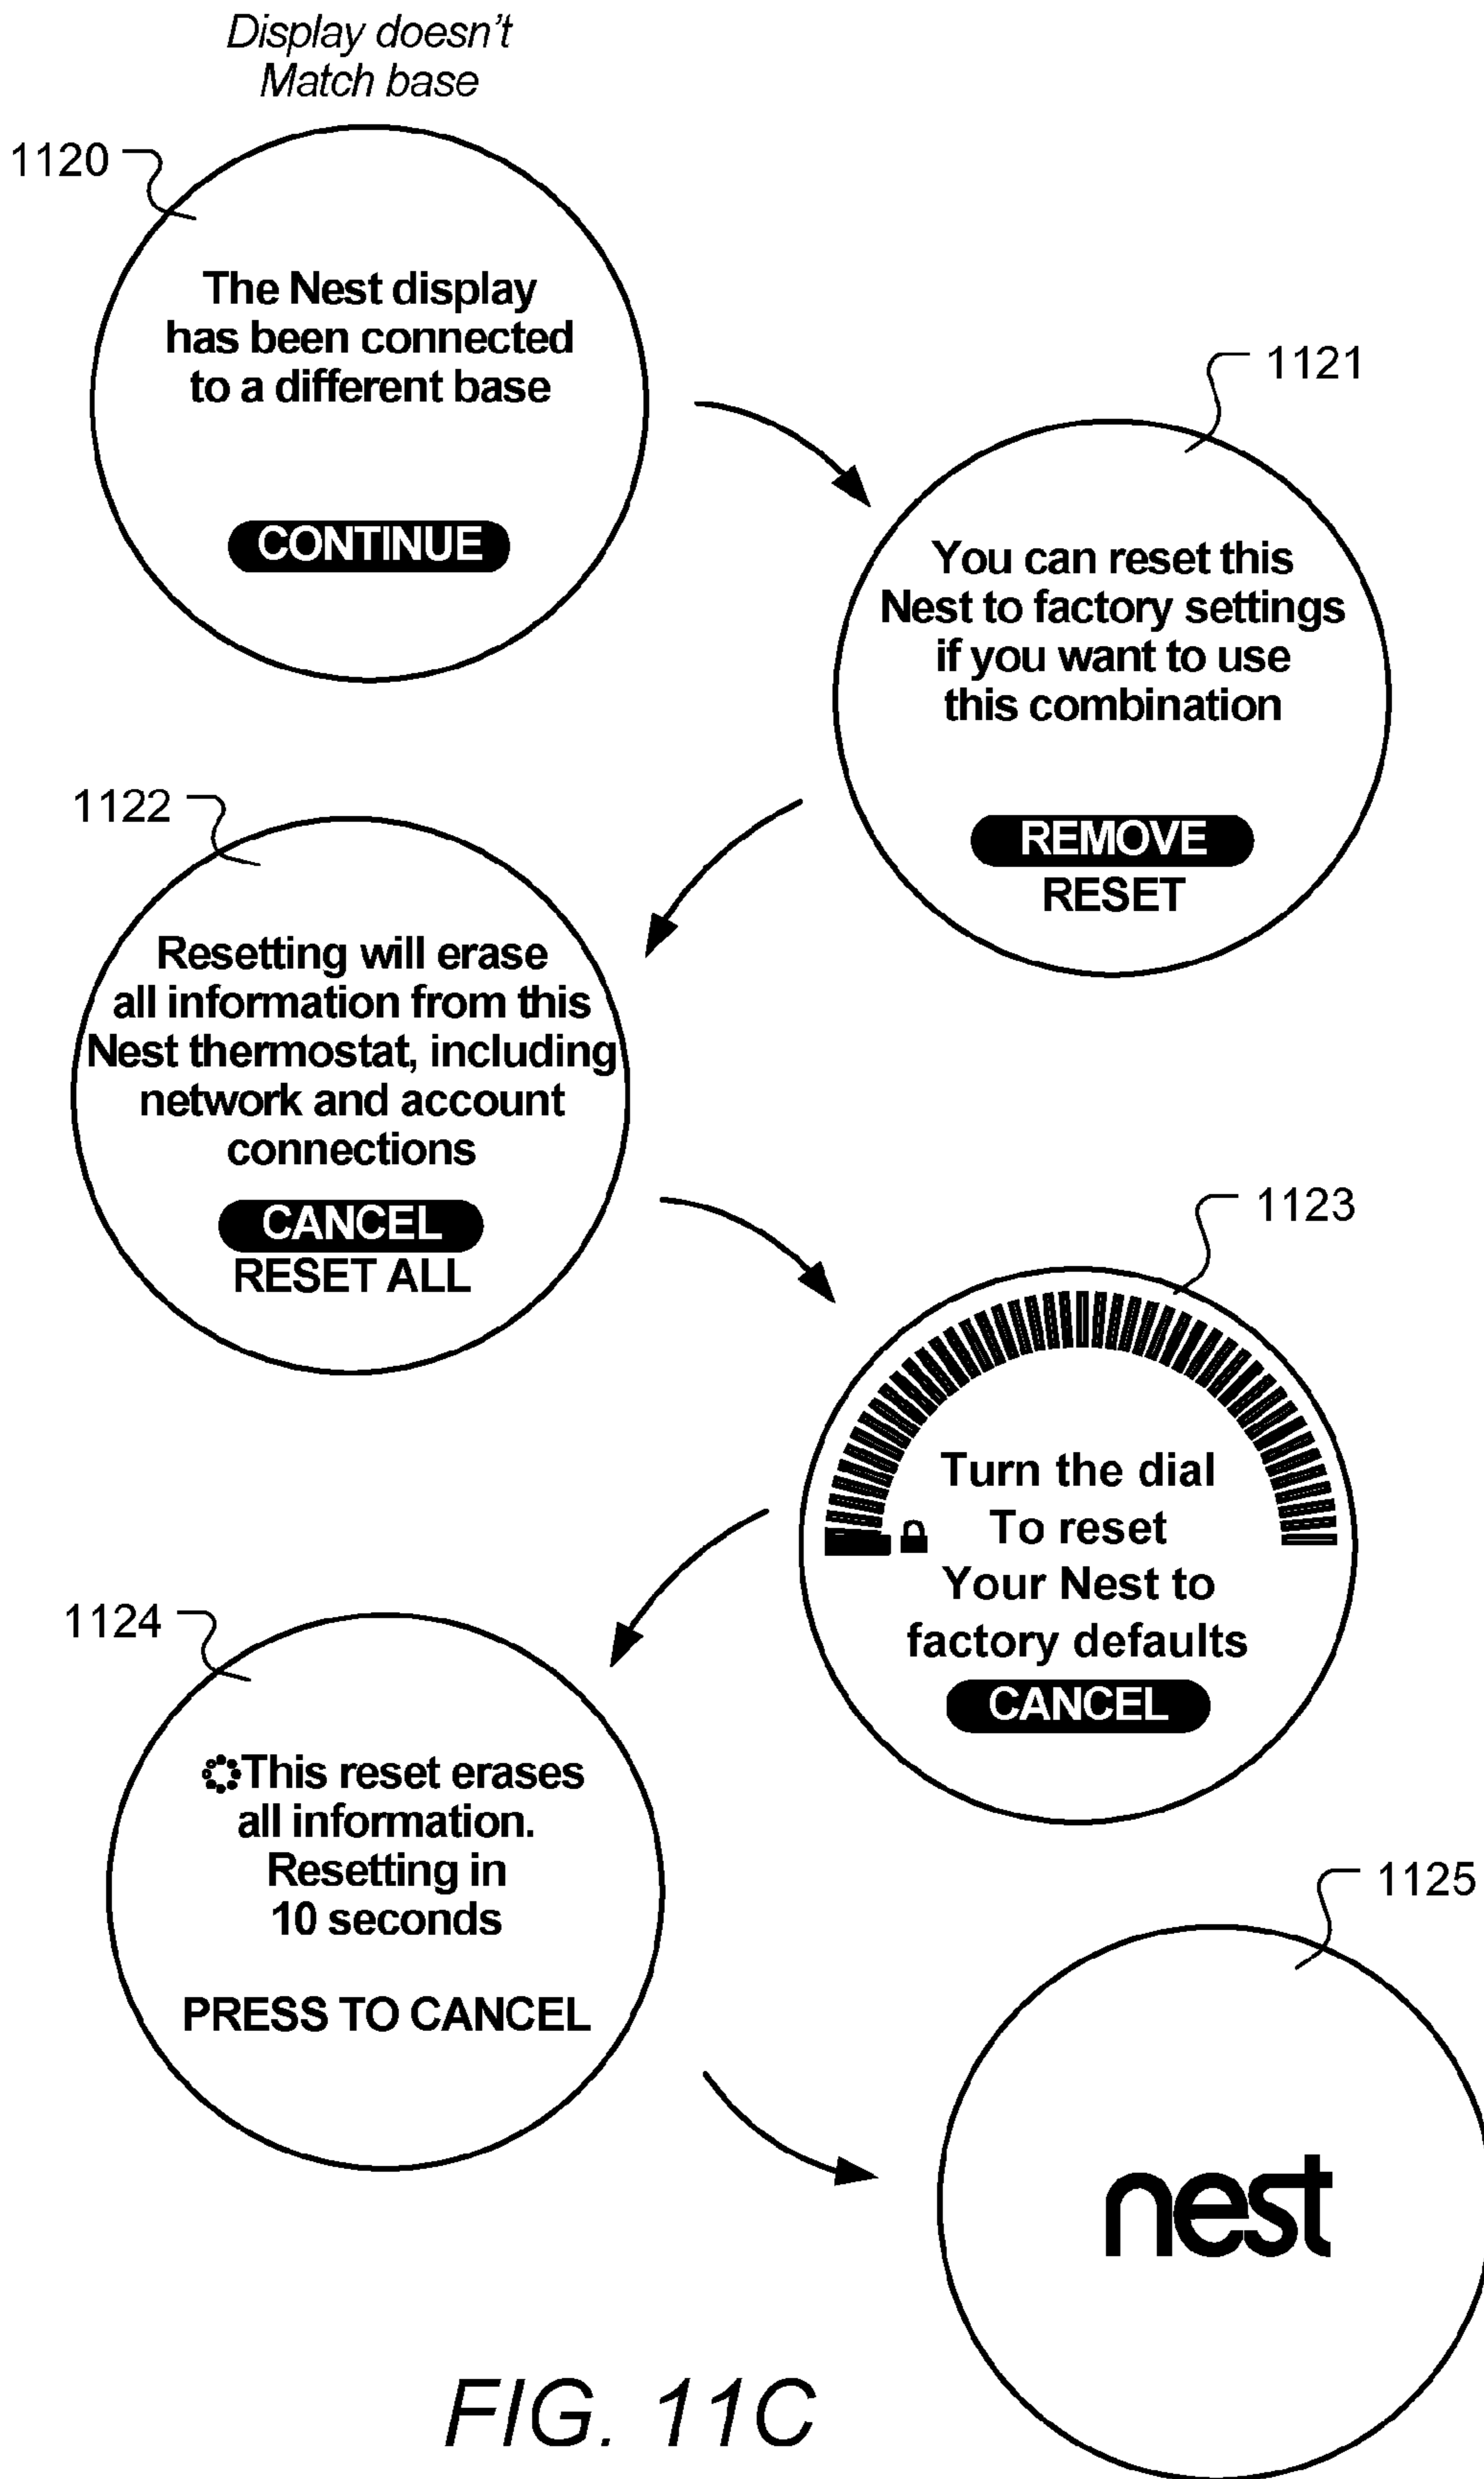 Display doesn't
Match base
1120
The Nest display
has been connected
to a different base
CONTINUE
1121
You can reset this
Nest to factory settings
if you want to use
this combination
REMOVE
RESET
1122
Resetting will erase
all information from this
Nest thermostat, including
network and account
connections
CANCEL
RESET ALL
1123
Turn the dial
To reset
Your Nest to
factory defaults
CANCEL
1124
This reset erases
all information.
Resetting in
10 seconds
PRESS TO CANCEL
1125
nest
FIG. 11C